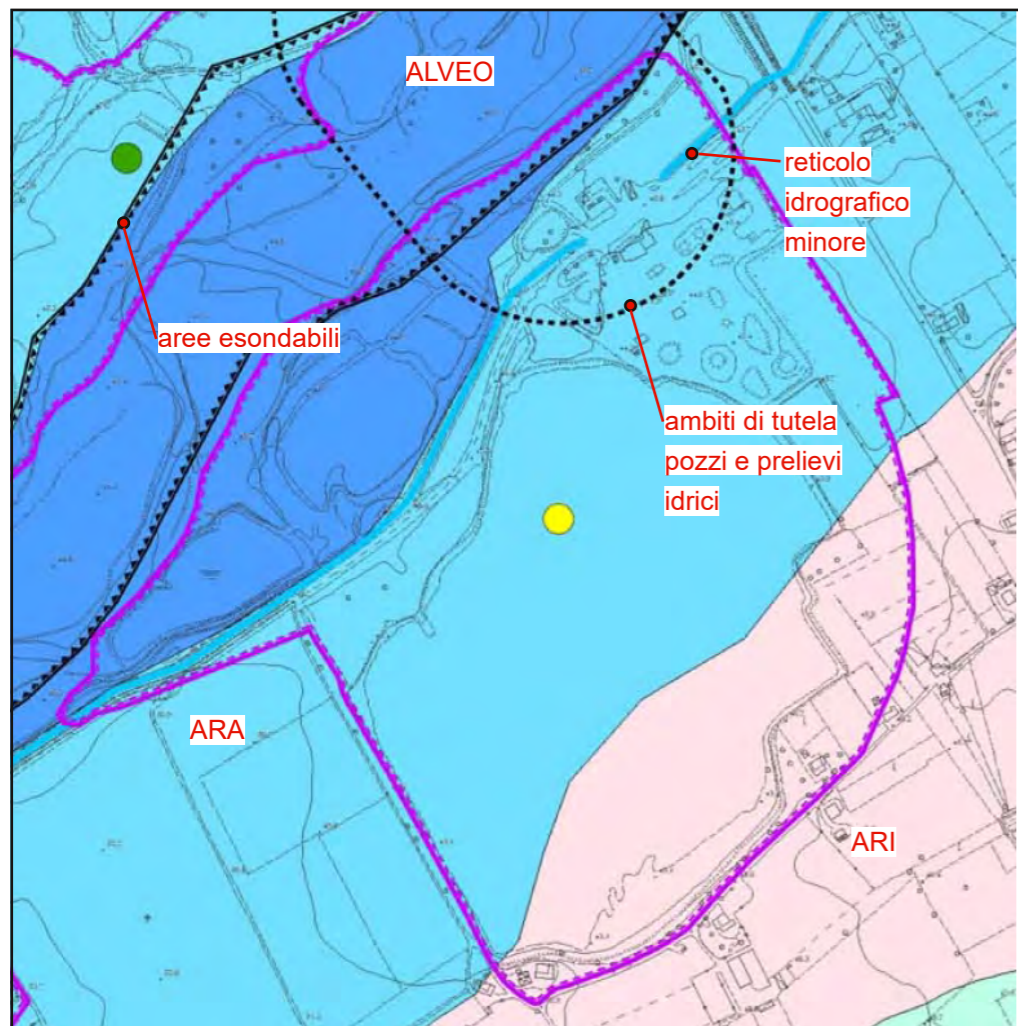 ALVEO
reticolo
idrografico
minore
aree esondabili
ambiti di tutela
pozzi e prelievi
idrici
ARA
ARI